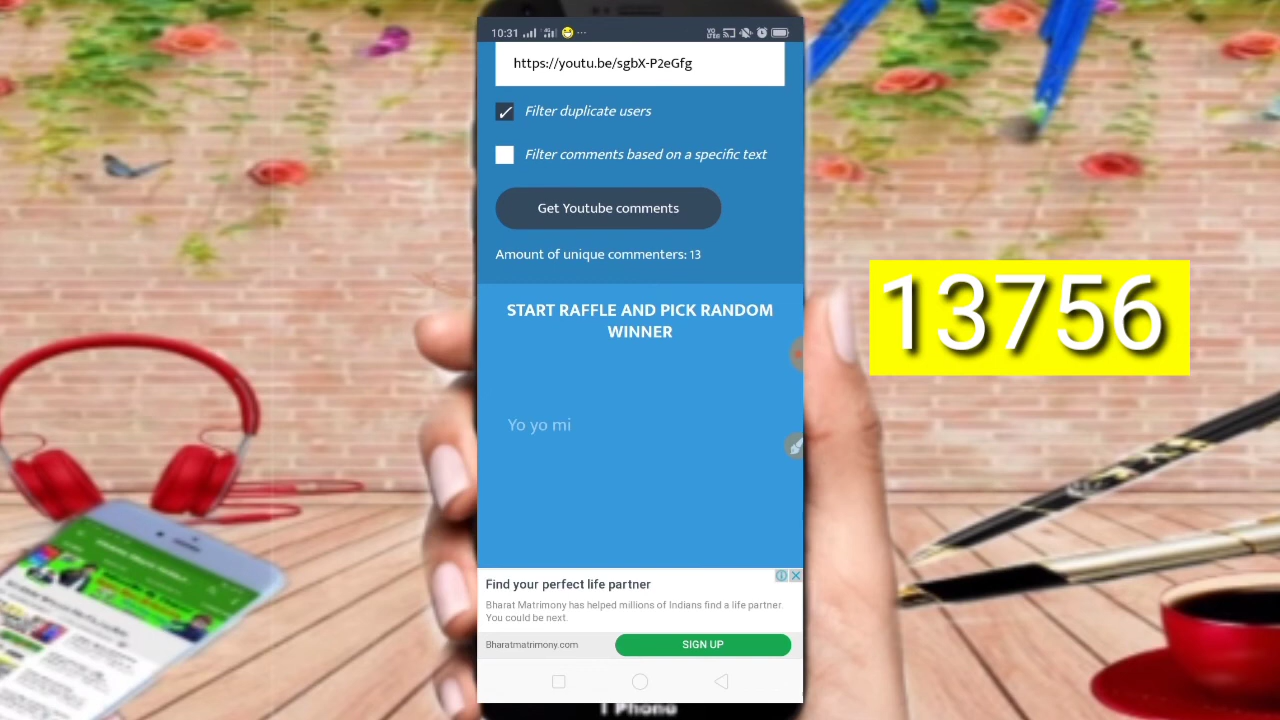 10:31
https://youtu.be/sgbX-P2eGfg
Filter duplicate users
Filter comments based on a specific text
Get Youtube comments
Amount of unique commenters: 13
START RAFFLE AND PICK RANDOM
WINNER
13756
Yo yo mi
Find your perfect life partner
Bharat Matrimony has helped millions of Indians find a life partner.
You could be next.
Bharatmatrimony.com
SIGN UP
1 Phone